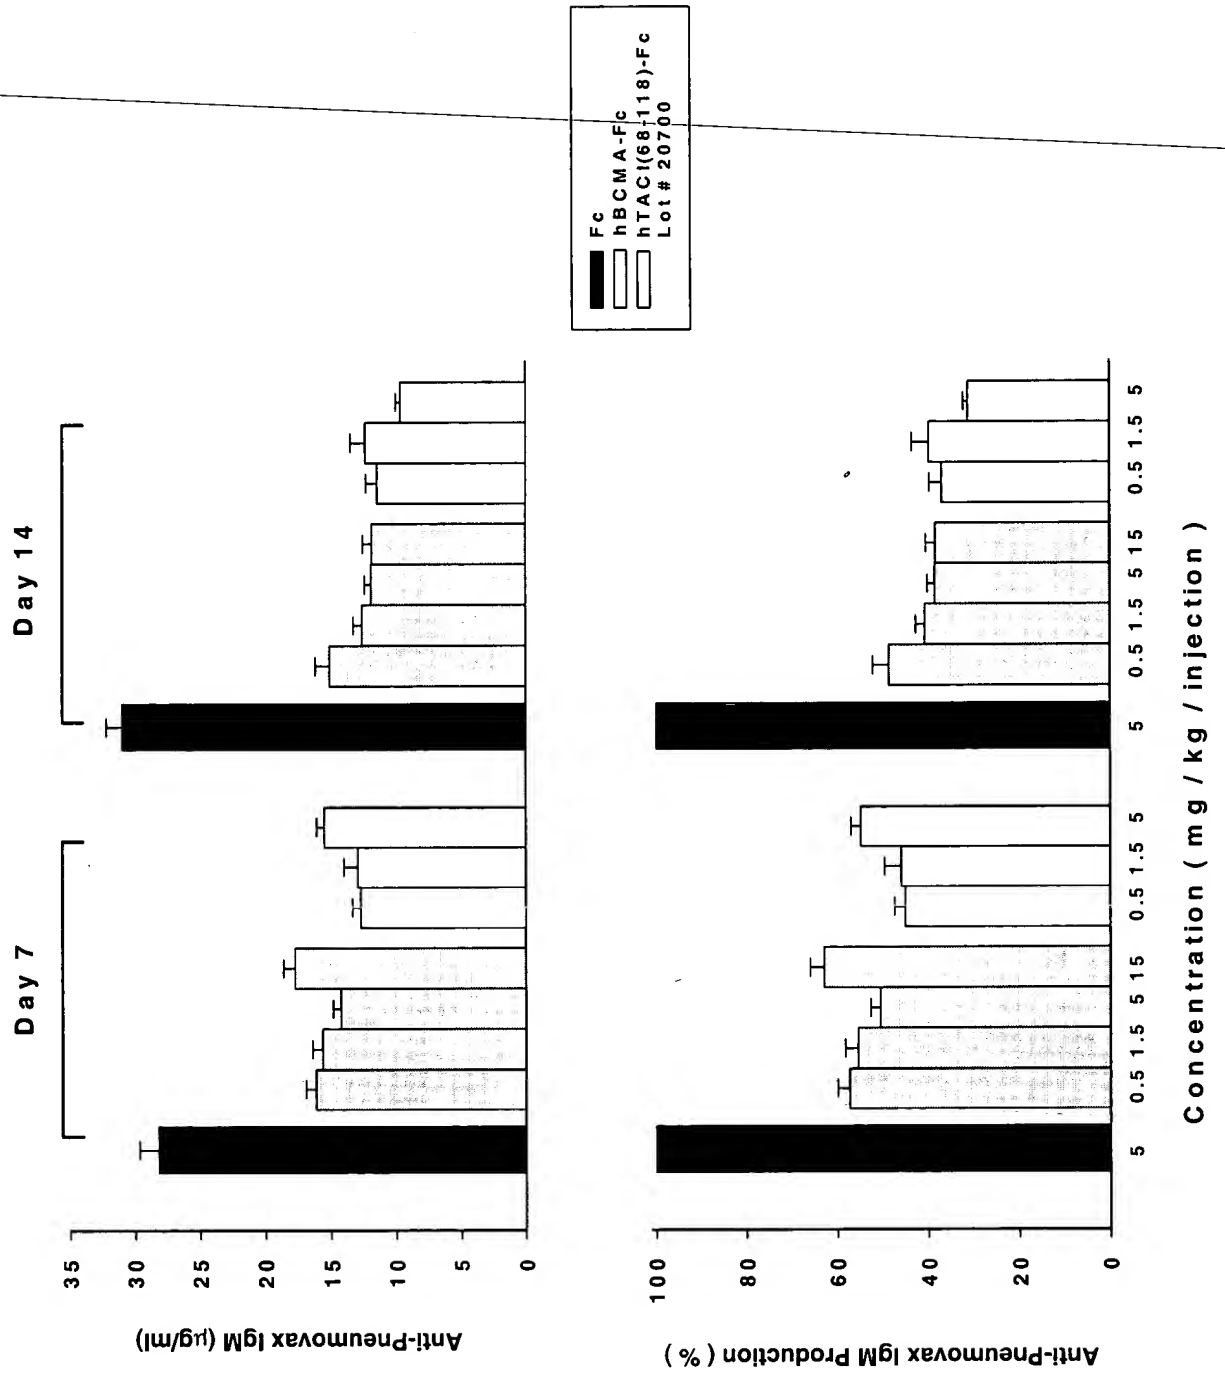 Day 7
Day 14
Anti-Pneumovax IgM (µg/ml)
35
30
25
20
15
10
5
0
Fc
hBCMA-Fc
hTACI(68-118)-Fc
Lot # 20700
Anti-Pneumovax IgM Production ( % )
100
80
60
40
20
0
5 0.5 1.5 5 15 0.5 1.5 5 5 0.5 1.5 5 15 0.5 1.5 5
Concentration ( mg / kg / injection )